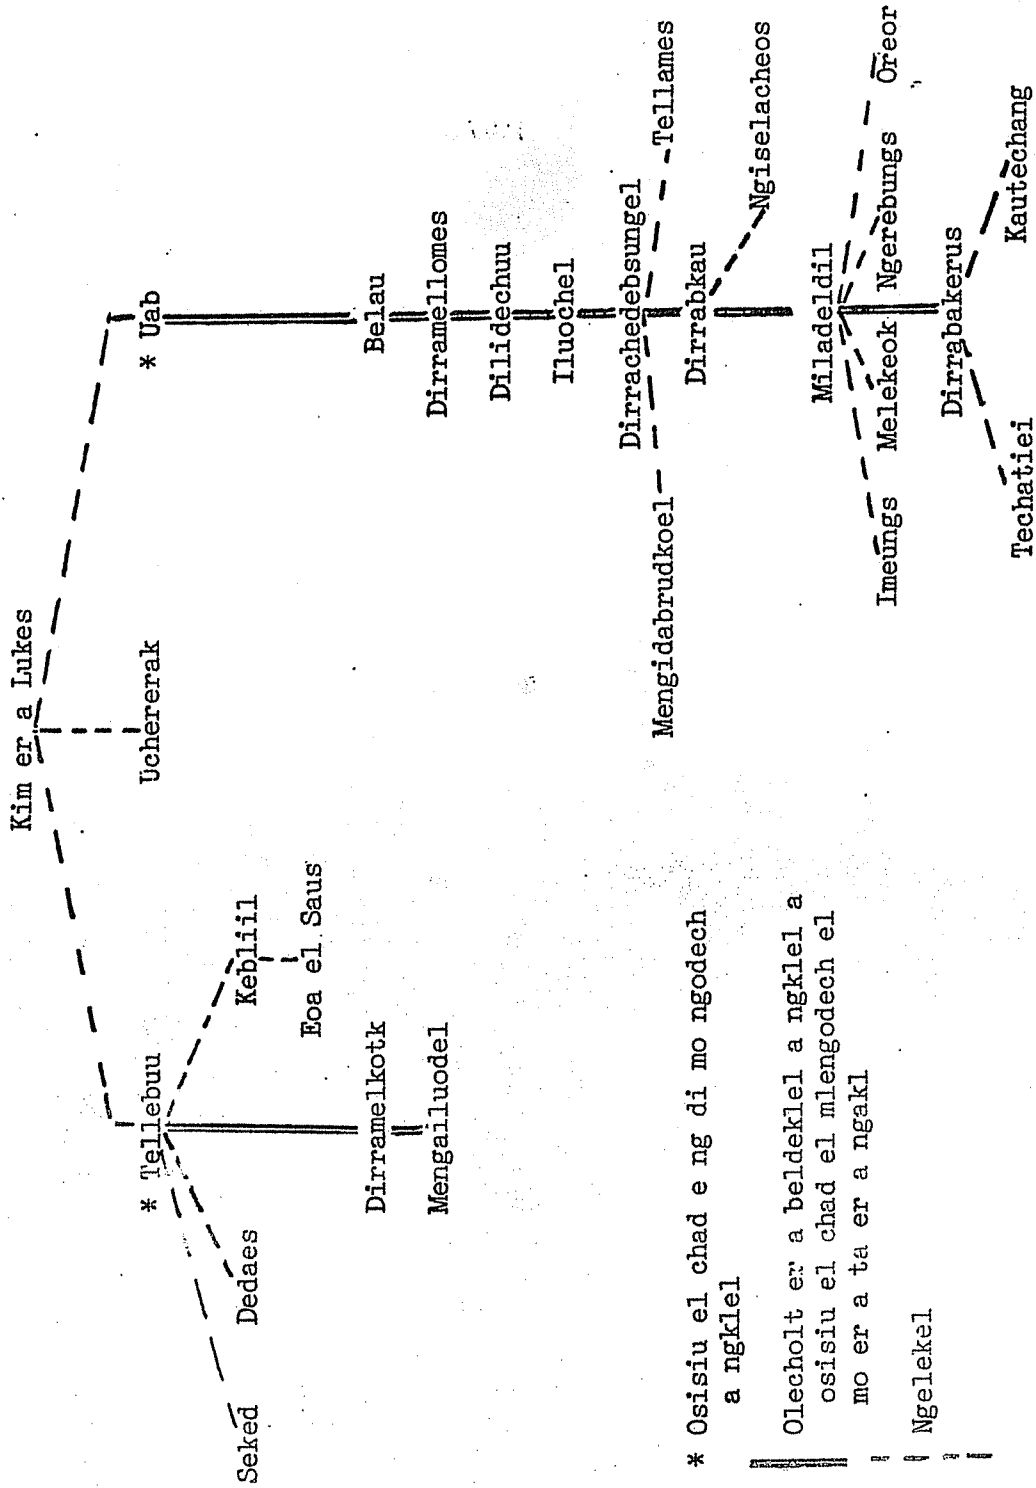 Kim er a Lukes
* Tellebuu
Uchererak
* Uab
Seked
Dedaes
Kebliil
Eoa el Saus
Dirramelkotk
Mengailuodel
Belau
Dirramellomes
Dilidechuu
Iluochel
Dirrachedebsungel
Mengidabrudkoel
Tellames
Dirrabkau
Ngiselacheos
Miladeldil
Imeungs
Melekeok
Ngerebungs
Oreor
Dirrabakerus
Techatiei
Kautechang
* Osisiu el chad e ng di mo ngodech
a ngklel
Olecholt er a beldeklel a ngklel a
osisiu el chad el mlengodech el
mo er a ta er a ngakl
Ngelekel